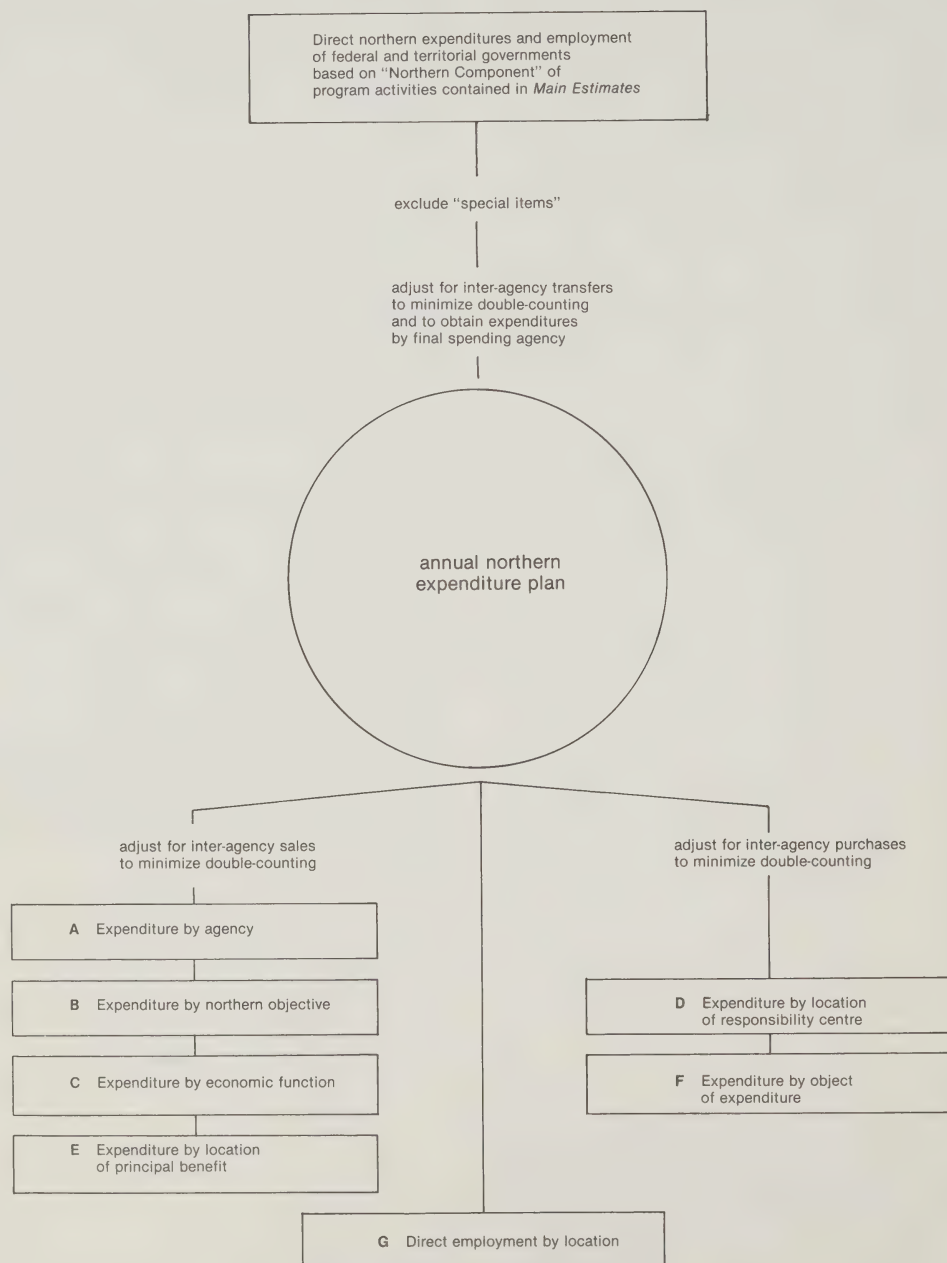 Direct northern expenditures and employment
of federal and territorial governments
based on "Northern Component" of
program activities contained in Main Estimates
exclude "special items"
adjust for inter-agency transfers
to minimize double-counting
and to obtain expenditures
by final spending agency
annual northern
expenditure plan
adjust for inter-agency sales
to minimize double-counting
A Expenditure by agency
B Expenditure by northern objective
C Expenditure by economic function
E Expenditure by location
of principal benefit
adjust for inter-agency purchases
to minimize double-counting
D Expenditure by location
of responsibility centre
F Expenditure by object
of expenditure
G Direct employment by location